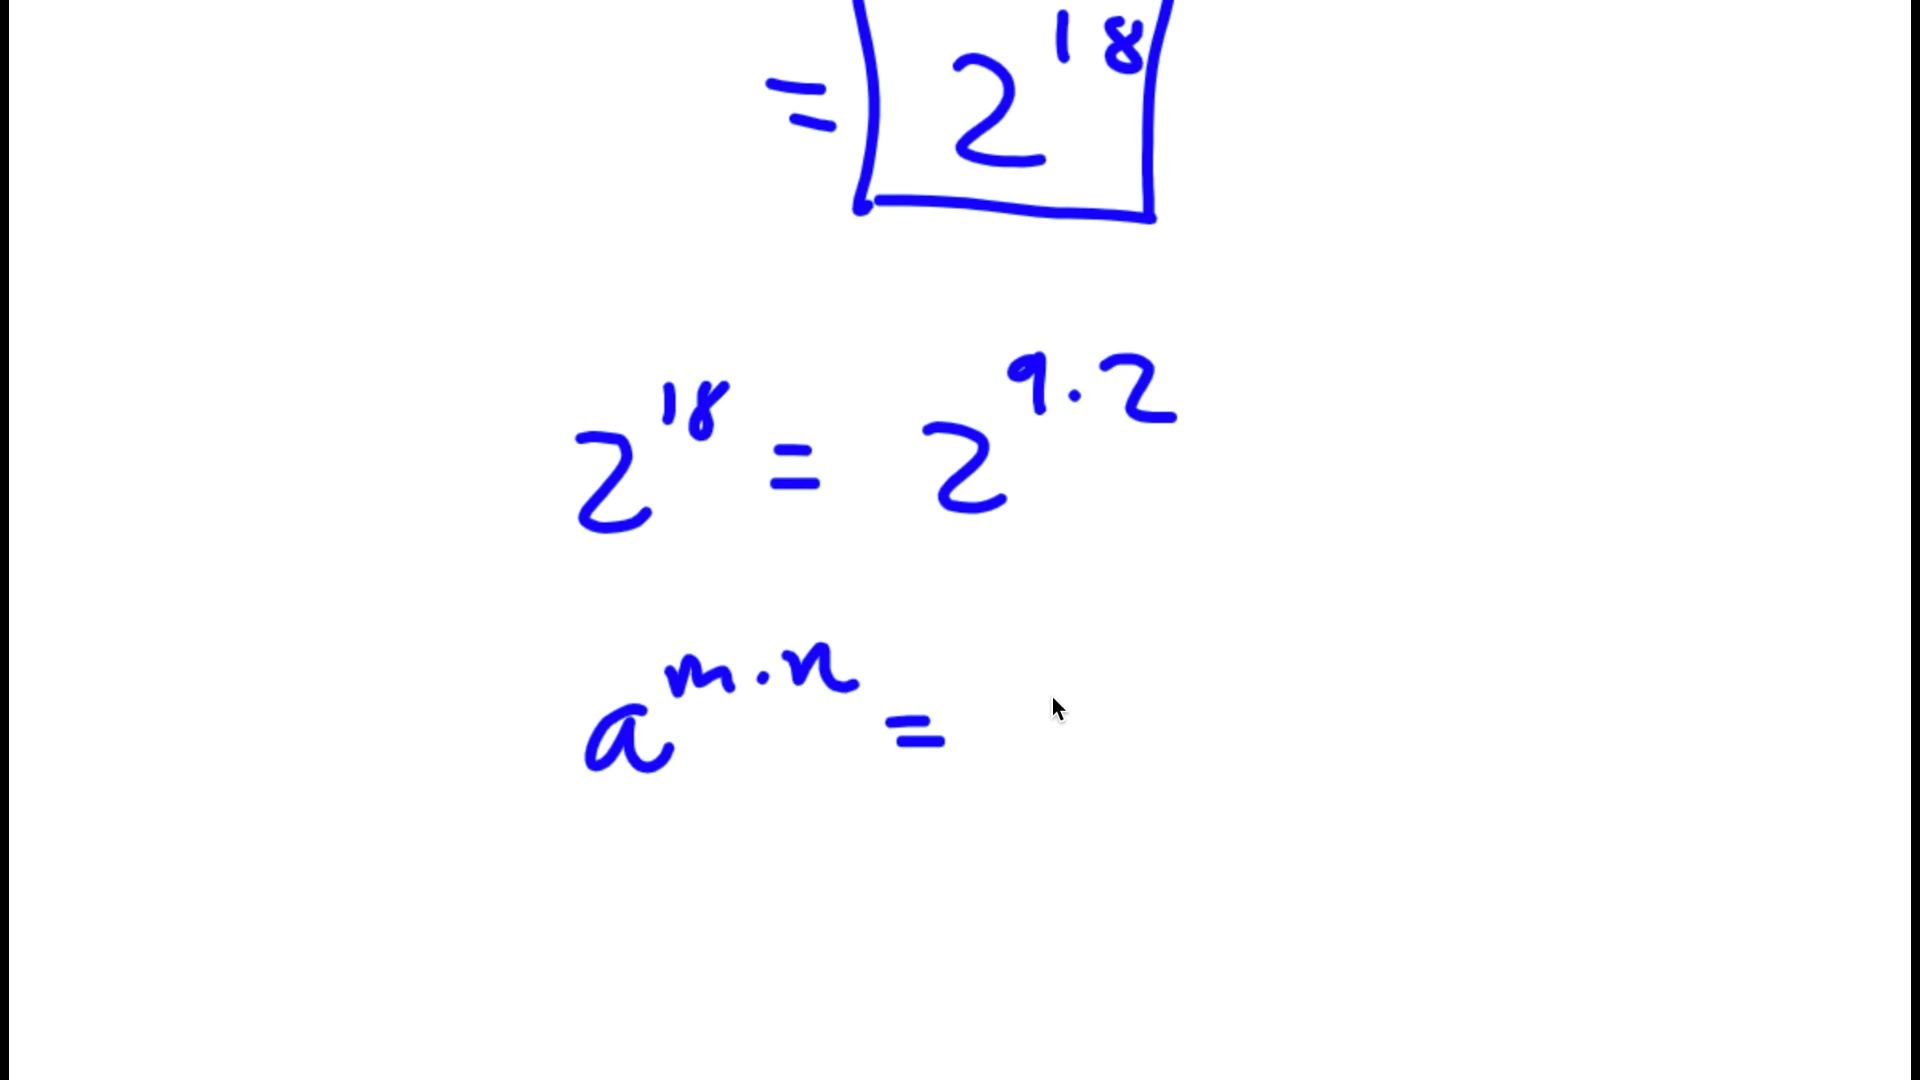 = 2^18
2^18 = 2^9·2
a^m·n =